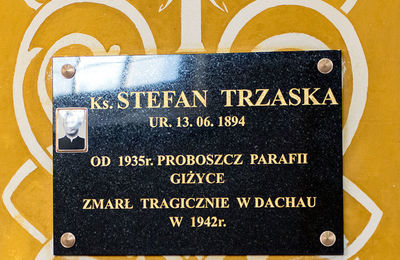 Ks. STEFAN TRZASKA
UR. 13. 06. 1894
OD 1935r. PROBOSZCZ PARAFII
GIŻYCE
ZMARŁ TRAGICZNIE W DACHAU
W 1942r.